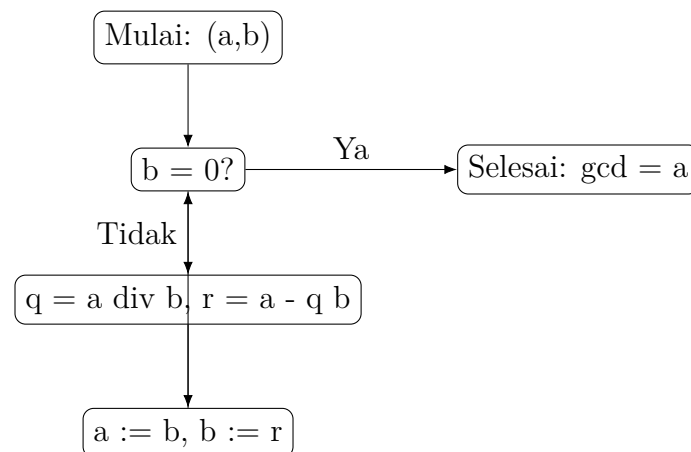 Mulai: (a,b)
b = 0?
Ya
Selesai: gcd = a
Tidak
q = a div b, r = a - q b
a := b, b := r